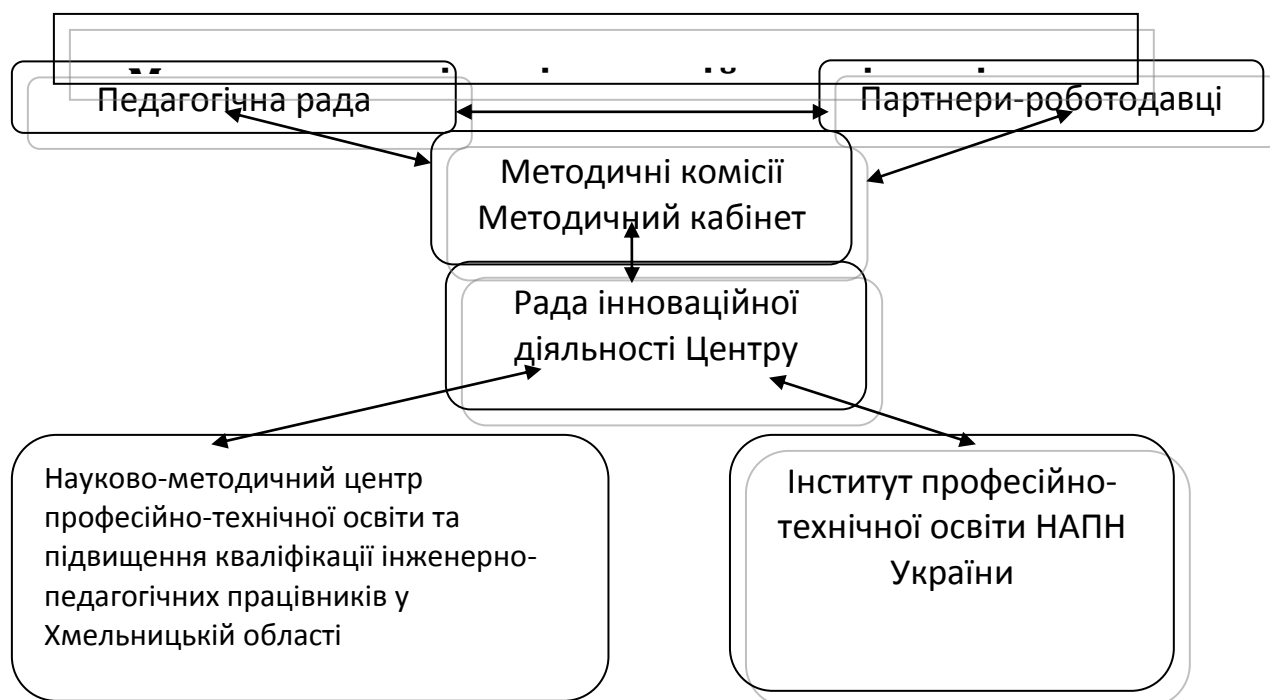 Педагогічна рада
Партнери-роботодавці
Методичні комісії
Методичний кабінет
Рада інноваційної
діяльності Центру
Науково-методичний центр
професійно-технічної освіти та
підвищення кваліфікації інженерно-
педагогічних працівників у
Хмельницькій області
Інститут професійно-
технічної освіти НАПН
України